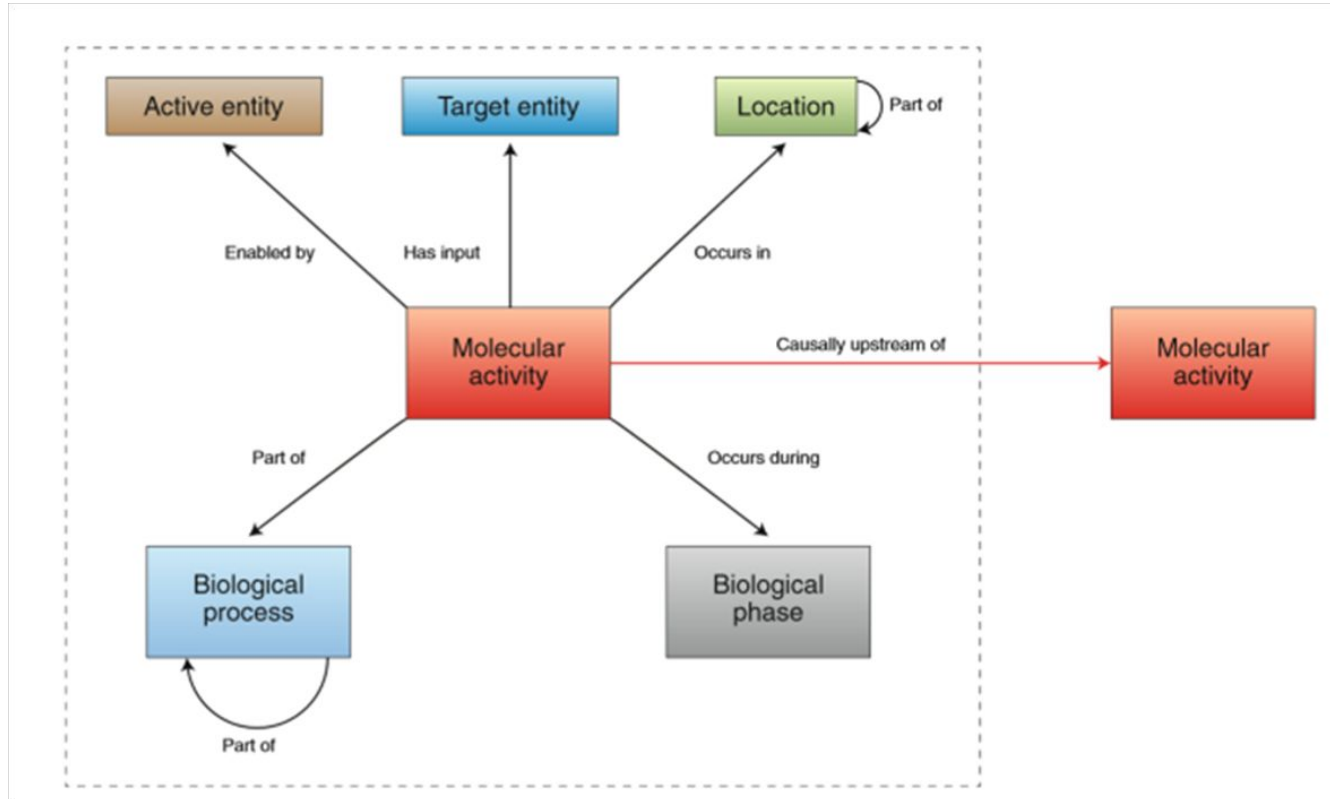 Active entity
Target entity
Location
Part of
Enabled by
Has input
Occurs in
Molecular
activity
Causally upstream of
Molecular
activity
Part of
Occurs during
Biological
process
Biological
phase
Part of